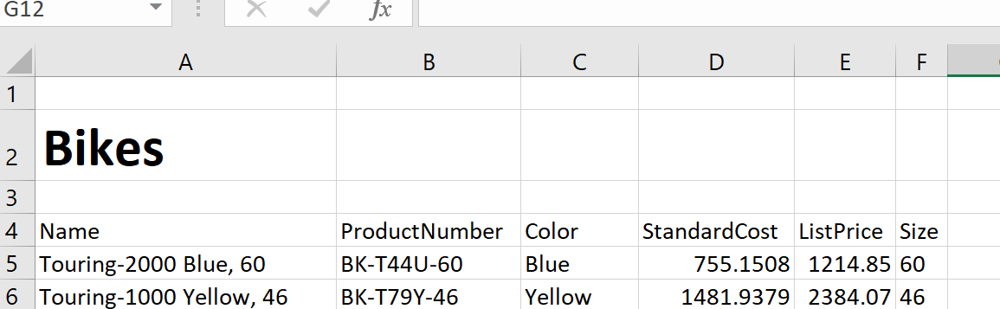 G12 fx
A B C D E F
1
2 Bikes
3
4 Name ProductNumber Color StandardCost ListPrice Size
5 Touring-2000 Blue, 60 BK-T44U-60 Blue 755.1508 1214.85 60
6 Touring-1000 Yellow, 46 BK-T79Y-46 Yellow 1481.9379 2384.07 46